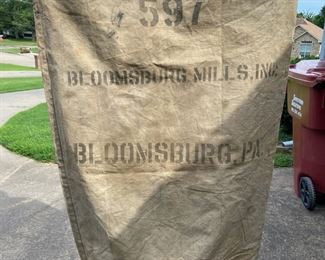 597
BLOOMSBURG MILLS, INC.
BLOOMSBURG, PA.